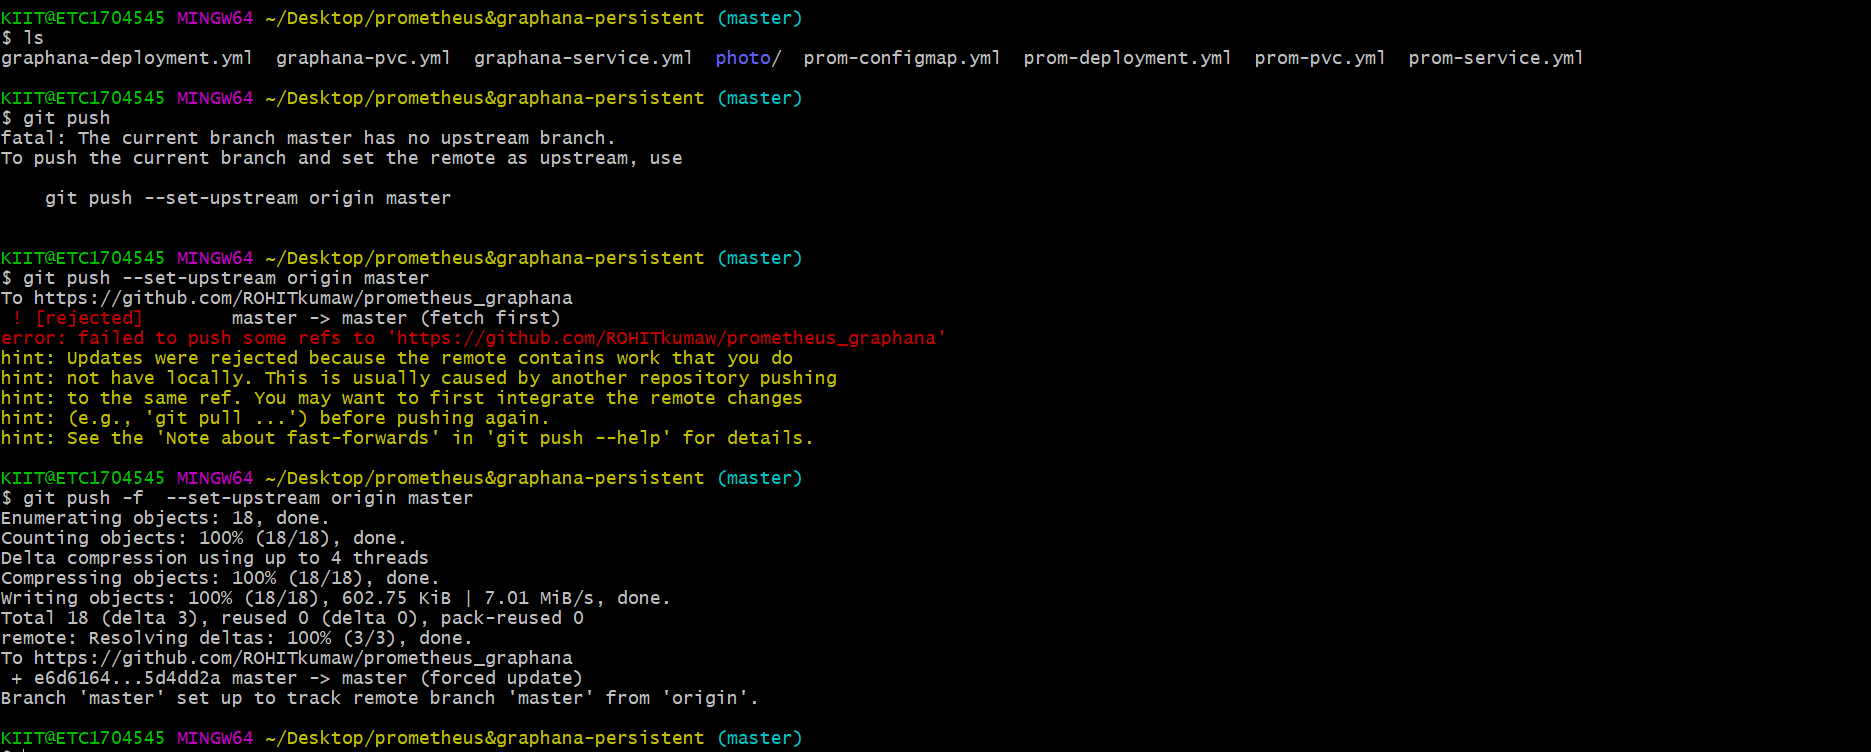 KIIT@ETC1704545 MINGW64 ~/Desktop/prometheus&graphana-persistent (master)
$ ls
graphana-deployment.yml  graphana-pvc.yml  graphana-service.yml  photo/  prom-configmap.yml  prom-deployment.yml  prom-pvc.yml  prom-service.yml
KIIT@ETC1704545 MINGW64 ~/Desktop/prometheus&graphana-persistent (master)
$ git push
fatal: The current branch master has no upstream branch.
To push the current branch and set the remote as upstream, use
    git push --set-upstream origin master
KIIT@ETC1704545 MINGW64 ~/Desktop/prometheus&graphana-persistent (master)
$ git push --set-upstream origin master
To https://github.com/ROHITkumaw/prometheus_graphana
 ! [rejected]        master -> master (fetch first)
error: failed to push some refs to 'https://github.com/ROHITkumaw/prometheus_graphana'
hint: Updates were rejected because the remote contains work that you do
hint: not have locally. This is usually caused by another repository pushing
hint: to the same ref. You may want to first integrate the remote changes
hint: (e.g., 'git pull ...') before pushing again.
hint: See the 'Note about fast-forwards' in 'git push --help' for details.
KIIT@ETC1704545 MINGW64 ~/Desktop/prometheus&graphana-persistent (master)
$ git push -f  --set-upstream origin master
Enumerating objects: 18, done.
Counting objects: 100% (18/18), done.
Delta compression using up to 4 threads
Compressing objects: 100% (18/18), done.
Writing objects: 100% (18/18), 602.75 KiB | 7.01 MiB/s, done.
Total 18 (delta 3), reused 0 (delta 0), pack-reused 0
remote: Resolving deltas: 100% (3/3), done.
To https://github.com/ROHITkumaw/prometheus_graphana
 + e6d6164...5d4dd2a master -> master (forced update)
Branch 'master' set up to track remote branch 'master' from 'origin'.
KIIT@ETC1704545 MINGW64 ~/Desktop/prometheus&graphana-persistent (master)